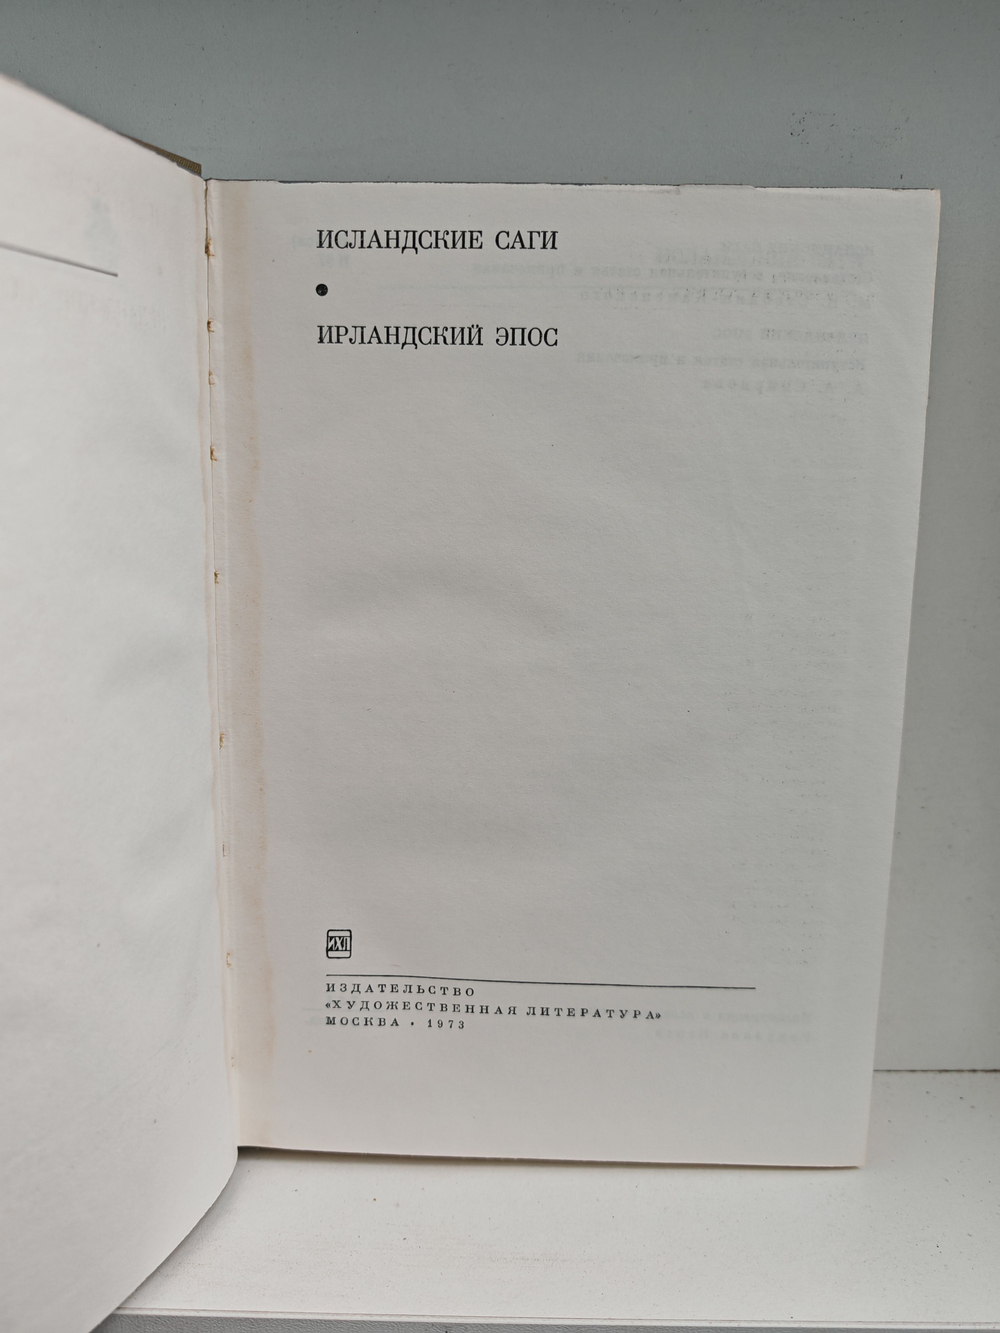 ИСЛАНДСКИЕ САГИ
ИРЛАНДСКИЙ ЭПОС
ИХЛ
ИЗДАТЕЛЬСТВО
«ХУДОЖЕСТВЕННАЯ ЛИТЕРАТУРА»
МОСКВА • 1973